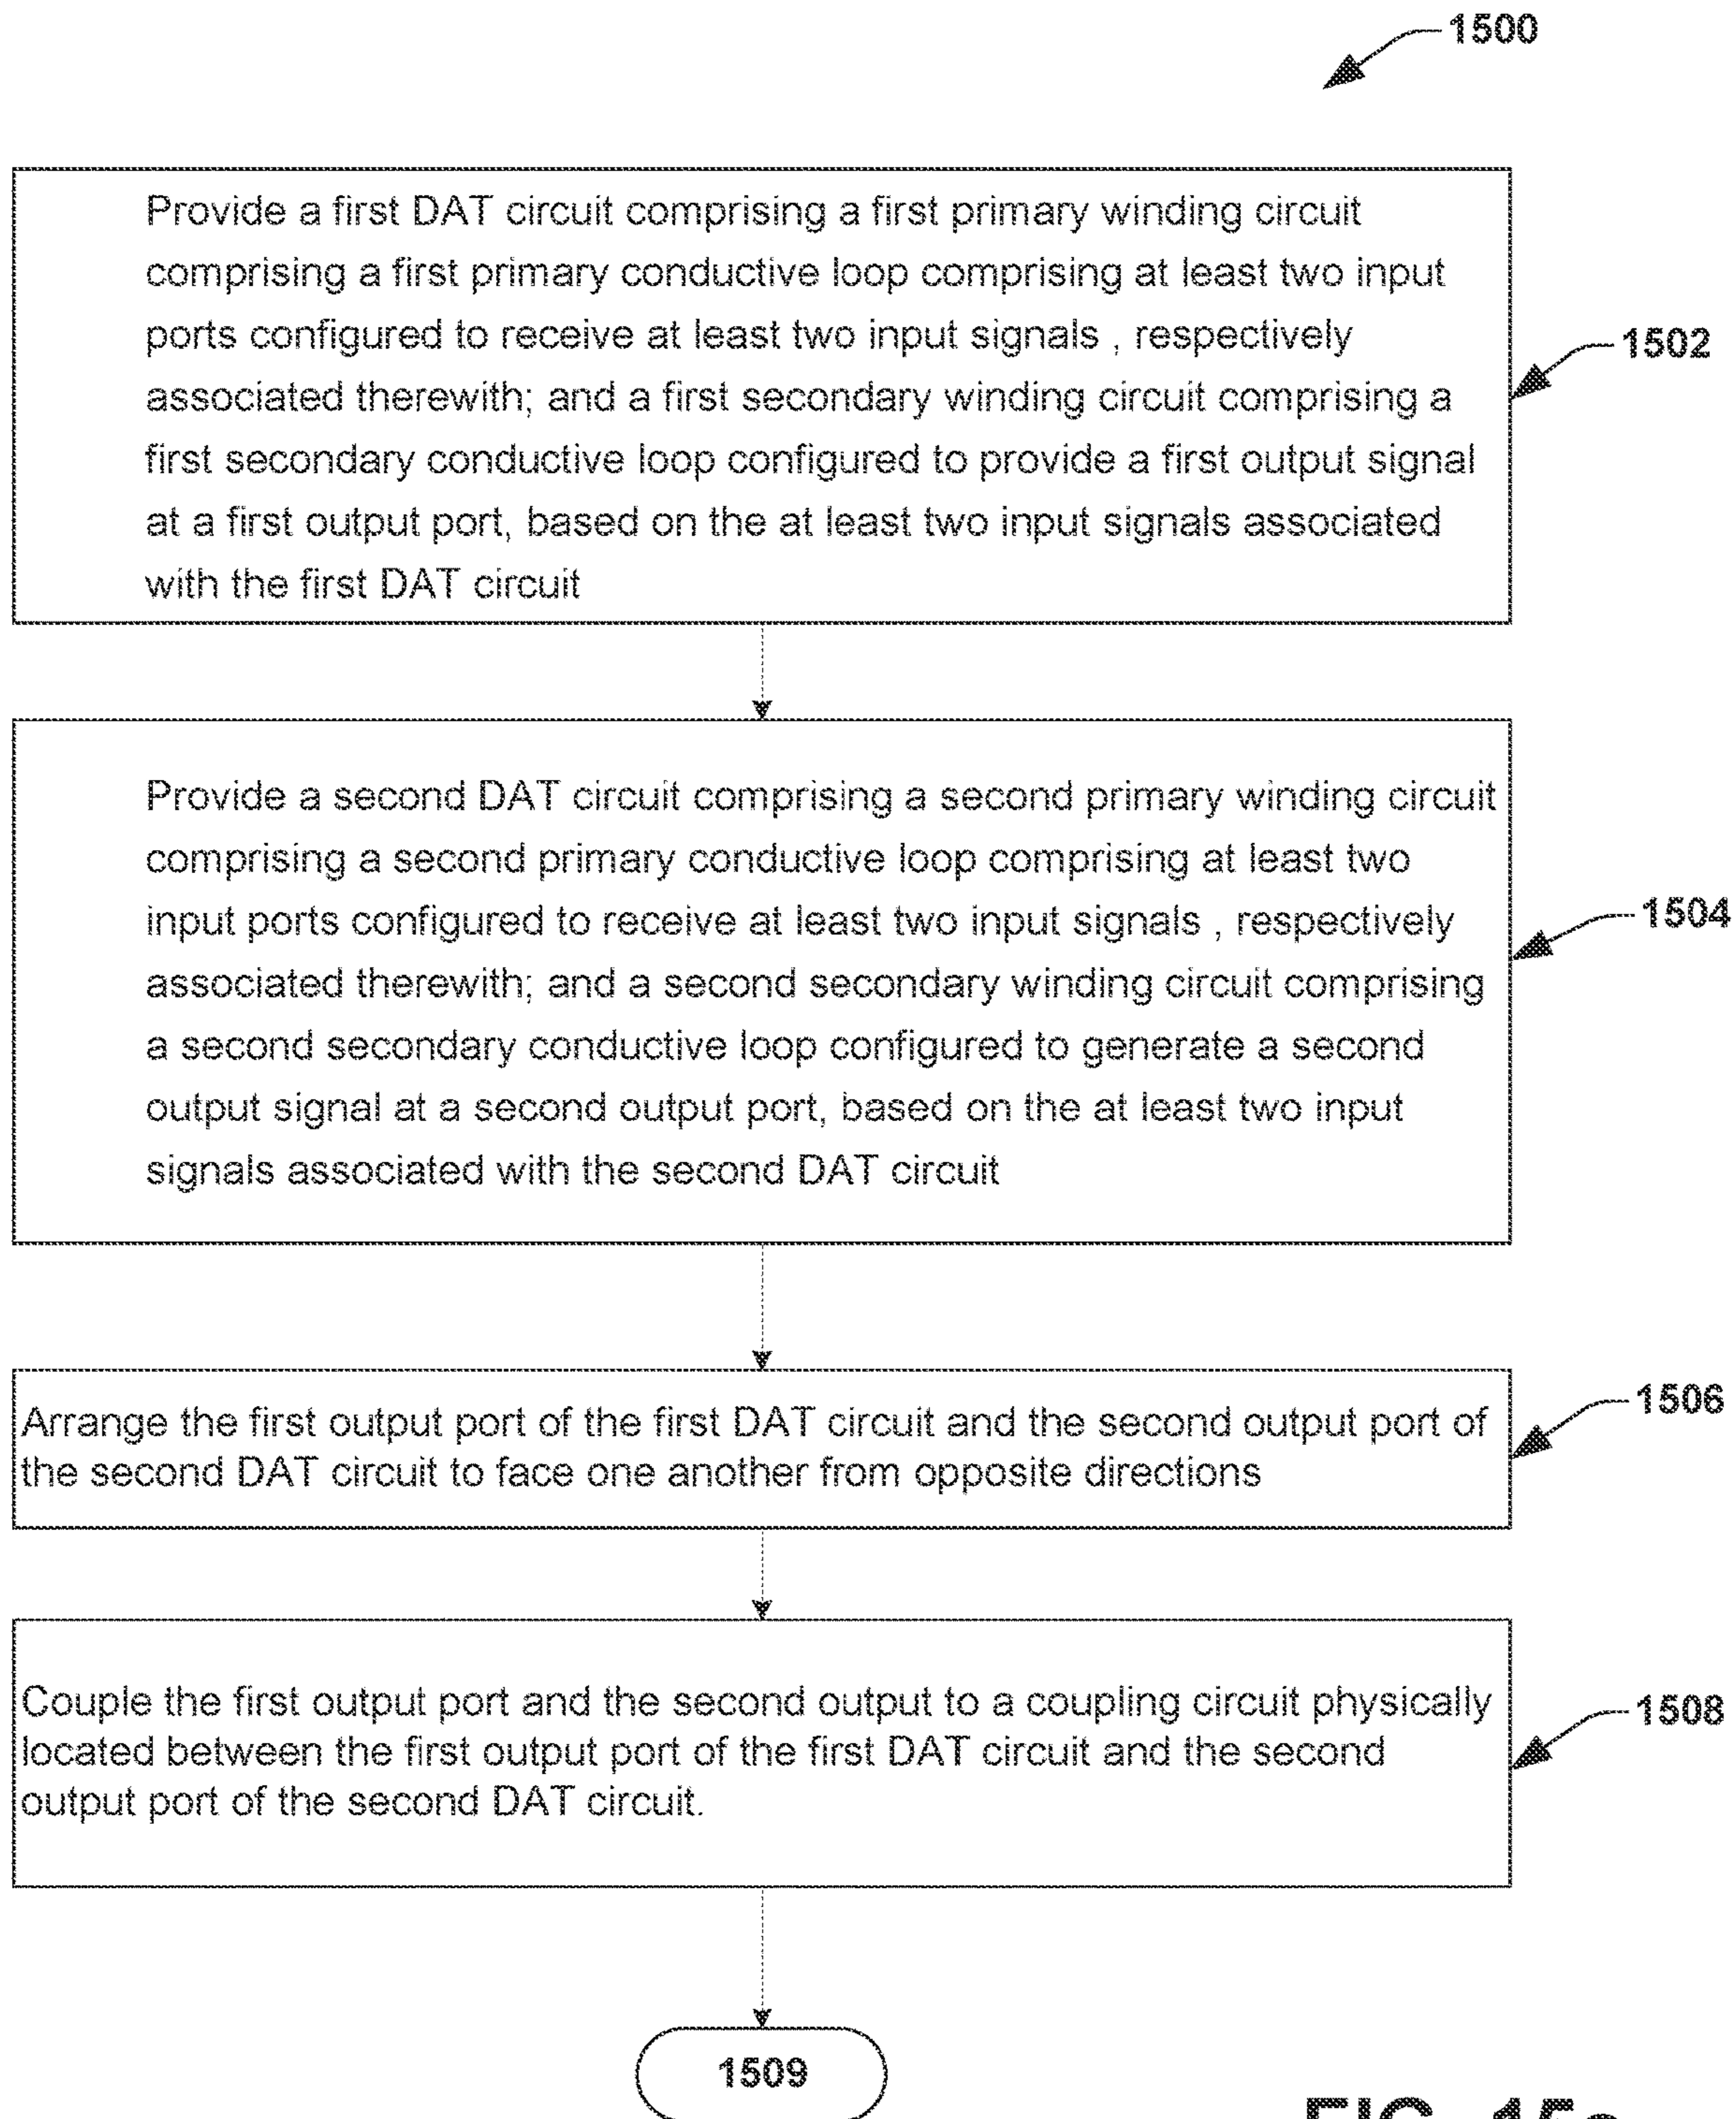 1500
Provide a first DAT circuit comprising a first primary winding circuit
comprising a first primary conductive loop comprising at least two input
ports configured to receive at least two input signals , respectively
associated therewith; and a first secondary winding circuit comprising a
first secondary conductive loop configured to provide a first output signal
at a first output port, based on the at least two input signals associated
with the first DAT circuit
1502
Provide a second DAT circuit comprising a second primary winding circuit
comprising a second primary conductive loop comprising at least two
input ports configured to receive at least two input signals , respectively
associated therewith; and a second secondary winding circuit comprising
a second secondary conductive loop configured to generate a second
output signal at a second output port, based on the at least two input
signals associated with the second DAT circuit
1504
Arrange the first output port of the first DAT circuit and the second output port of
the second DAT circuit to face one another from opposite directions
1506
Couple the first output port and the second output to a coupling circuit physically
located between the first output port of the first DAT circuit and the second
output port of the second DAT circuit.
1508
1509
FIG. 15a